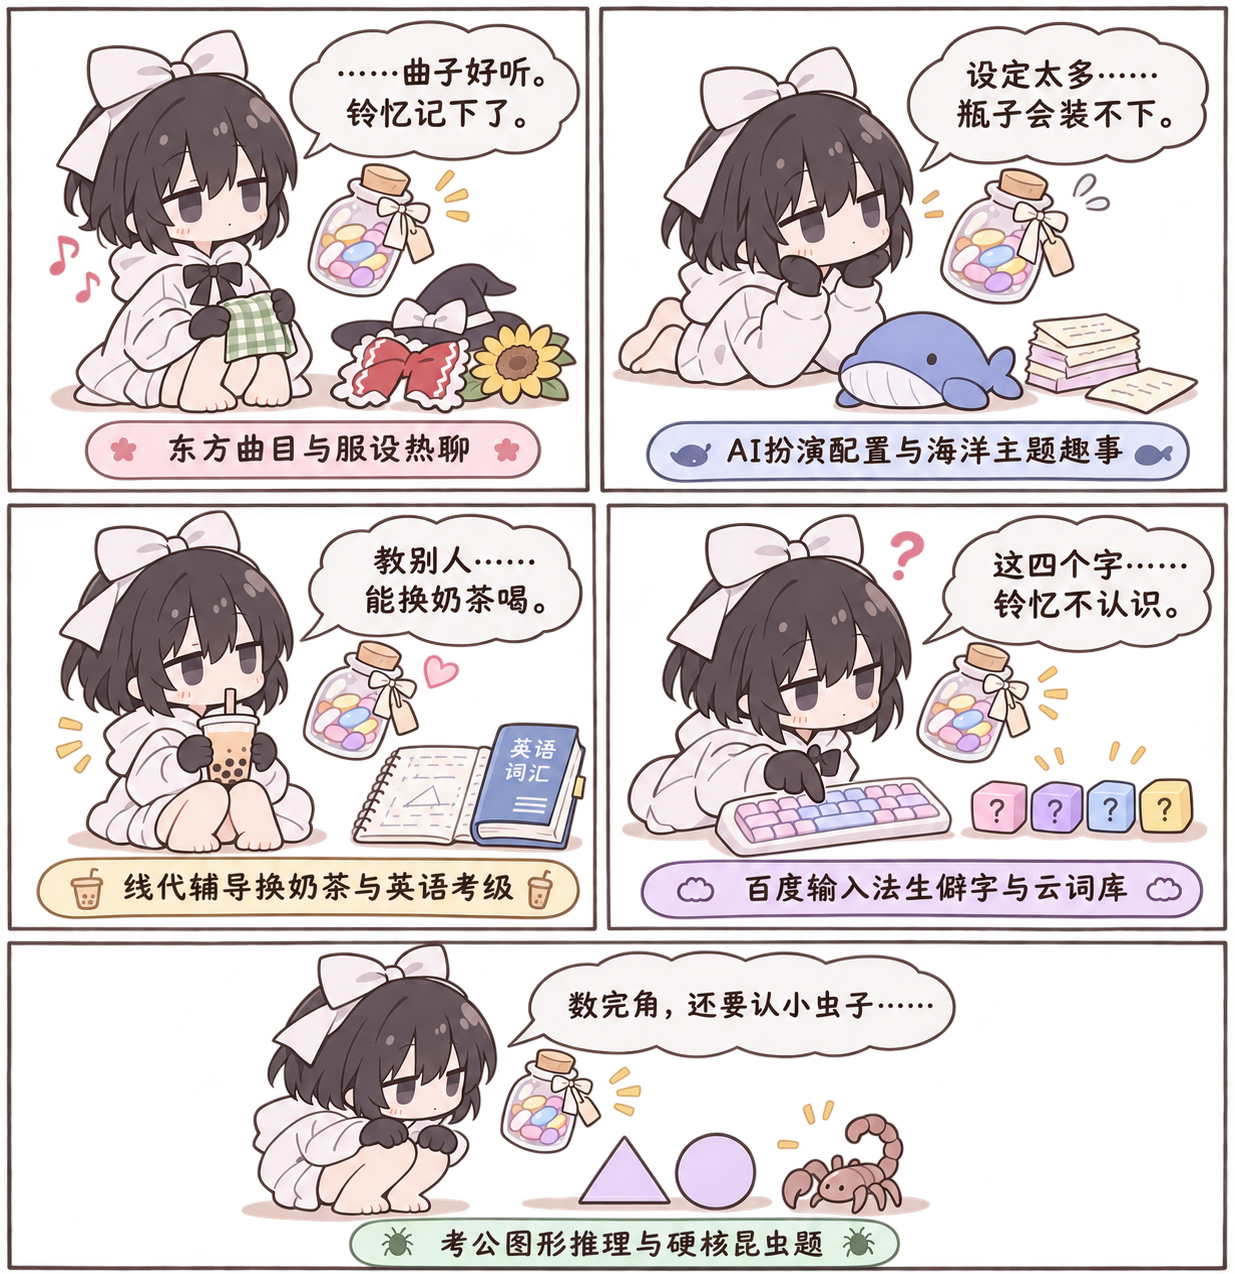 ……曲子好听。
铃忆记下了。
东方曲目与服设热聊
设定太多……
瓶子会装不下。
AI扮演配置与海洋主题趣事
教别人……
能换奶茶喝。
英语
词汇
线代辅导换奶茶与英语考级
?
这四个字……
铃忆不认识。
? ? ? ?
百度输入法生僻字与云词库
数完角，还要认小虫子……
考公图形推理与硬核昆虫题